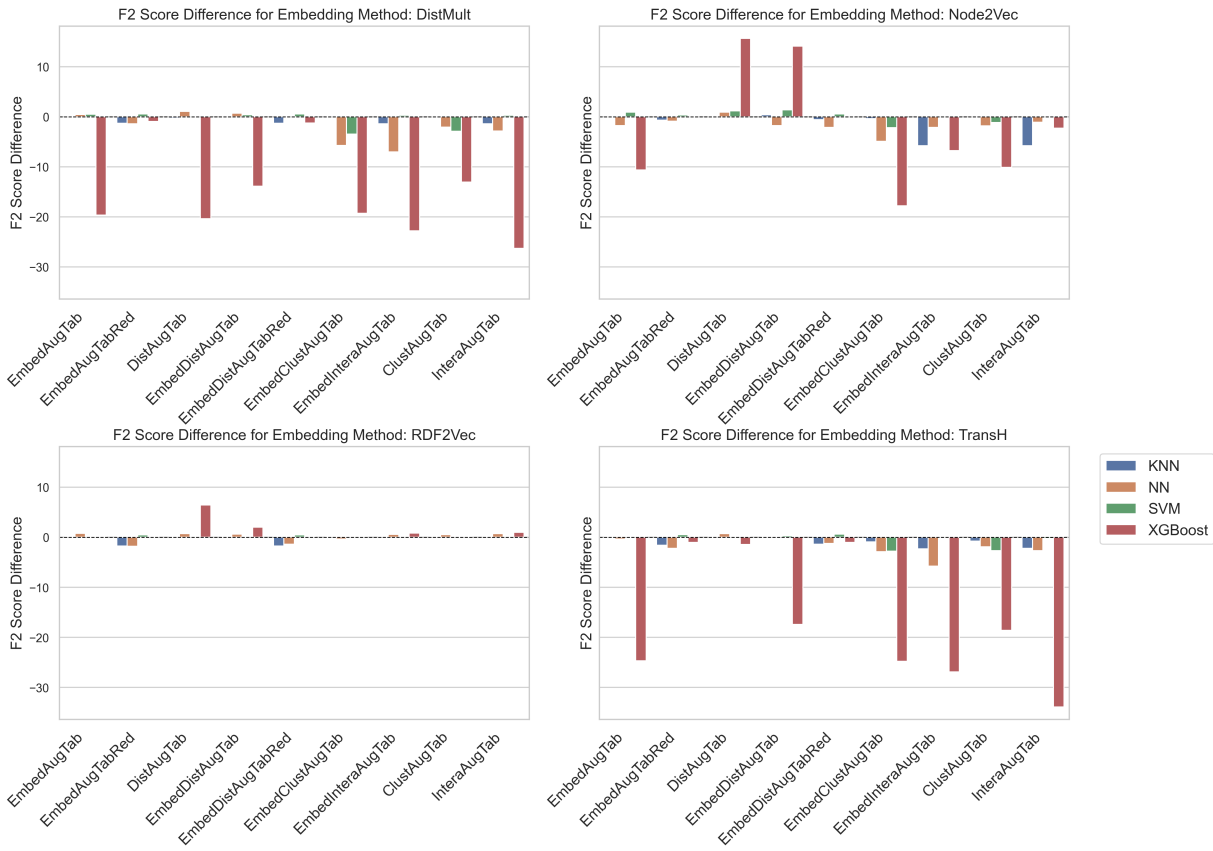 F2 Score Difference for Embedding Method: DistMult
F2 Score Difference
10
0
−10
−20
−30
EmbedAugTab
EmbedAugTabRed
DistAugTab
EmbedDistAugTab
EmbedDistAugTabRed
EmbedClustAugTab
EmbedInteraAugTab
ClustAugTab
InteraAugTab
F2 Score Difference for Embedding Method: Node2Vec
F2 Score Difference
EmbedAugTab
EmbedAugTabRed
DistAugTab
EmbedDistAugTab
EmbedDistAugTabRed
EmbedClustAugTab
EmbedInteraAugTab
ClustAugTab
InteraAugTab
F2 Score Difference for Embedding Method: RDF2Vec
F2 Score Difference
10
0
−10
−20
−30
EmbedAugTab
EmbedAugTabRed
DistAugTab
EmbedDistAugTab
EmbedDistAugTabRed
EmbedClustAugTab
EmbedInteraAugTab
ClustAugTab
InteraAugTab
F2 Score Difference for Embedding Method: TransH
F2 Score Difference
EmbedAugTab
EmbedAugTabRed
DistAugTab
EmbedDistAugTab
EmbedDistAugTabRed
EmbedClustAugTab
EmbedInteraAugTab
ClustAugTab
InteraAugTab
KNN
NN
SVM
XGBoost